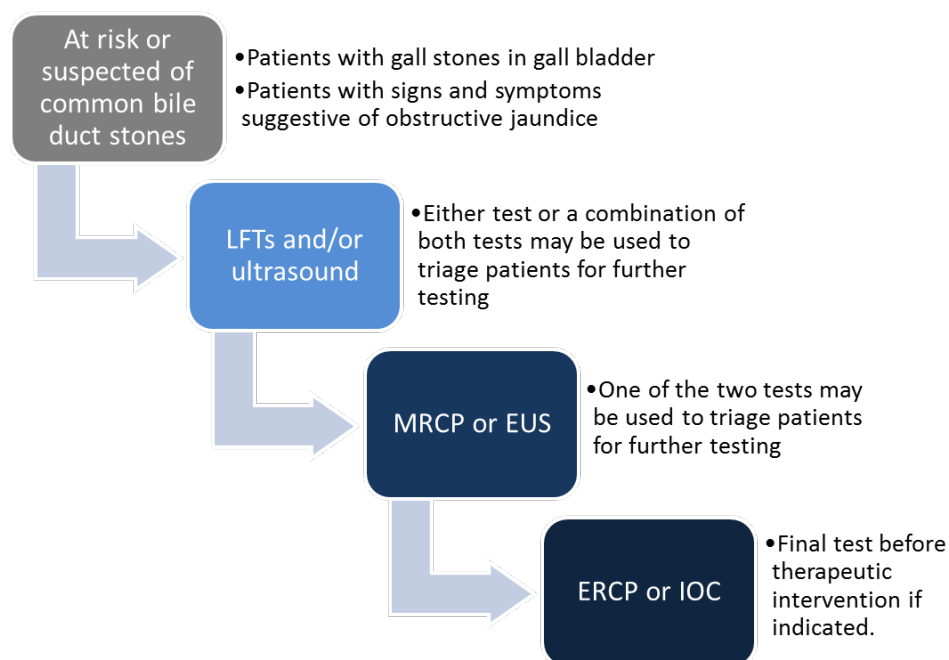 At risk or
suspected of
common bile
duct stones
•Patients with gall stones in gall bladder
•Patients with signs and symptoms
suggestive of obstructive jaundice
LFTs and/or
ultrasound
•Either test or a combination of
both tests may be used to
triage patients for further
testing
MRCP or EUS
•One of the two tests may
be used to triage patients
for further testing
ERCP or IOC
•Final test before
therapeutic
intervention if
indicated.